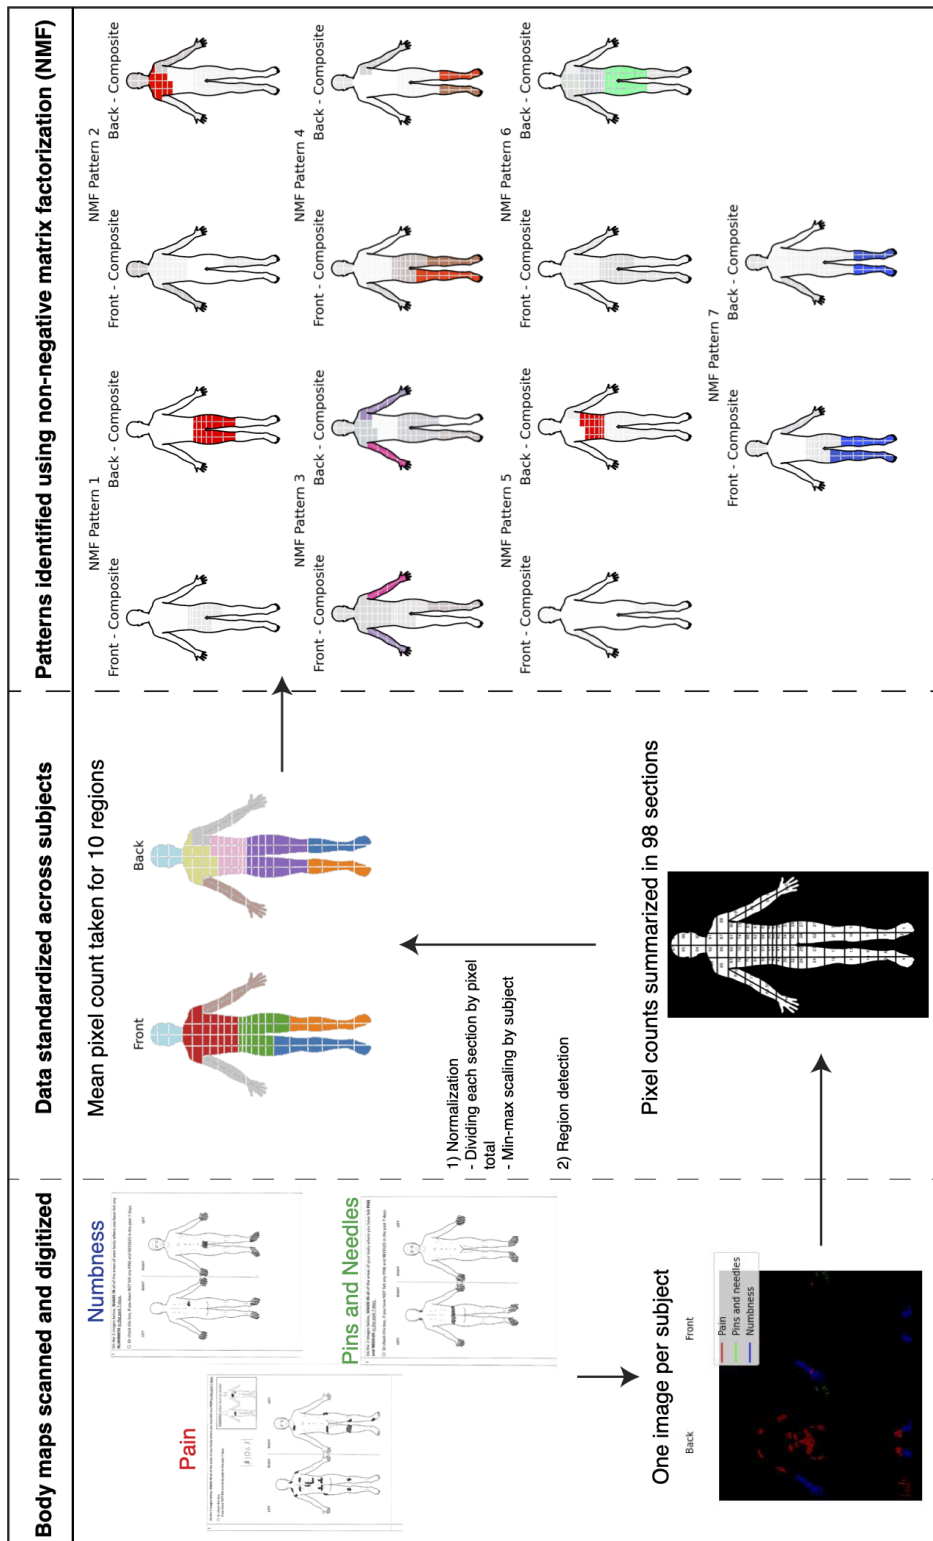 Body maps scanned and digitized
Data standardized across subjects
Patterns identified using non-negative matrix factorization (NMF)
Pain
Numbness
Pins and Needles
One image per subject
Back
Front
Pain
Pins and needles
Numbness
Mean pixel count taken for 10 regions
Front
Back
1) Normalization
- Dividing each section by pixel
total
- Min-max scaling by subject
2) Region detection
Pixel counts summarized in 98 sections
NMF Pattern 1
Front - Composite
Back - Composite
NMF Pattern 2
Front - Composite
Back - Composite
NMF Pattern 3
Front - Composite
Back - Composite
NMF Pattern 4
Front - Composite
Back - Composite
NMF Pattern 5
Front - Composite
Back - Composite
NMF Pattern 6
Front - Composite
Back - Composite
NMF Pattern 7
Front - Composite
Back - Composite